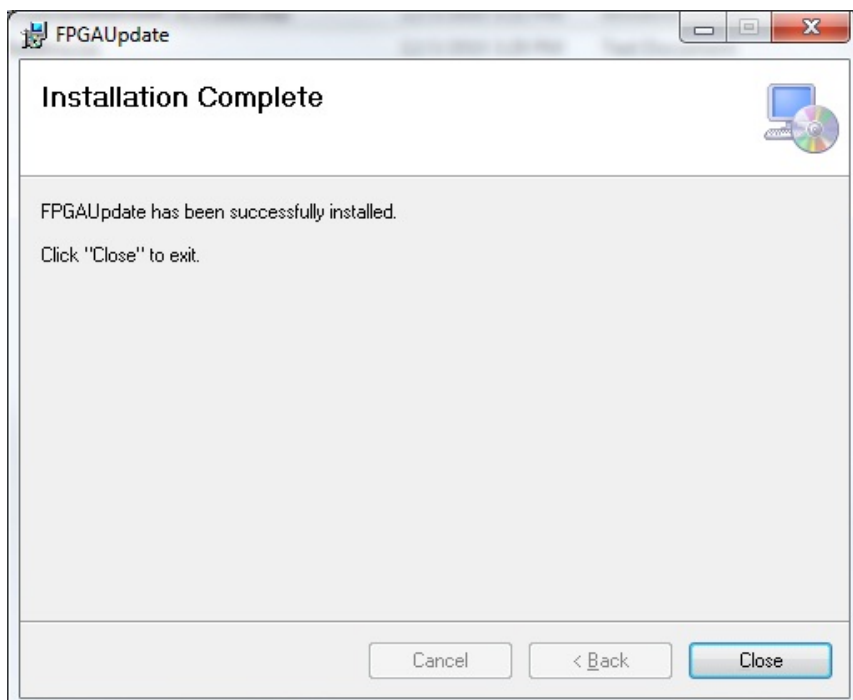 FPGAUpdate
Installation Complete
FPGAUpdate has been successfully installed.
Click "Close" to exit.
Cancel
< Back
Close